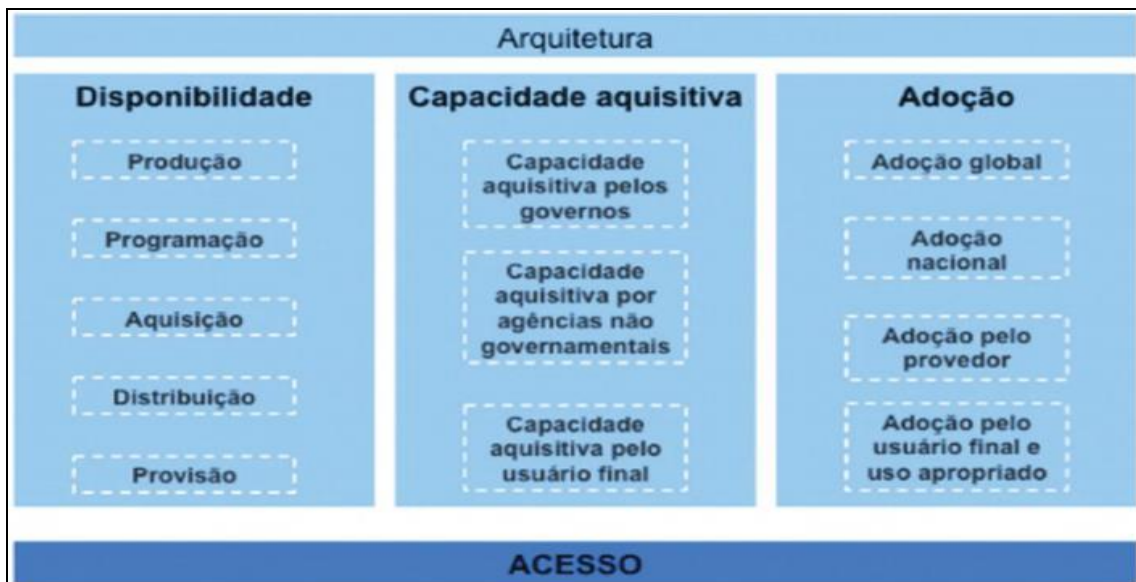 Arquitetura
Disponibilidade
Produção
Programação
Aquisição
Distribuição
Provisão
Capacidade aquisitiva
Capacidade
aquisitiva pelos
governos
Capacidade
aquisitiva por
agências não
governamentais
Capacidade
aquisitiva pelo
usuário final
Adoção
Adoção global
Adoção
nacional
Adoção pelo
provedor
Adoção pelo
usuário final e
uso apropriado
ACESSO